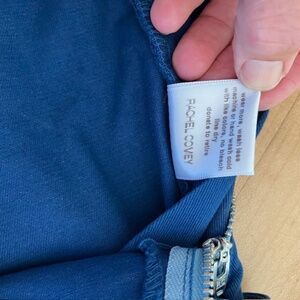 wear more, wash less
machine or hand wash cold
with like colors, no bleach
line dry
donate to retire
RACHEL COMEY